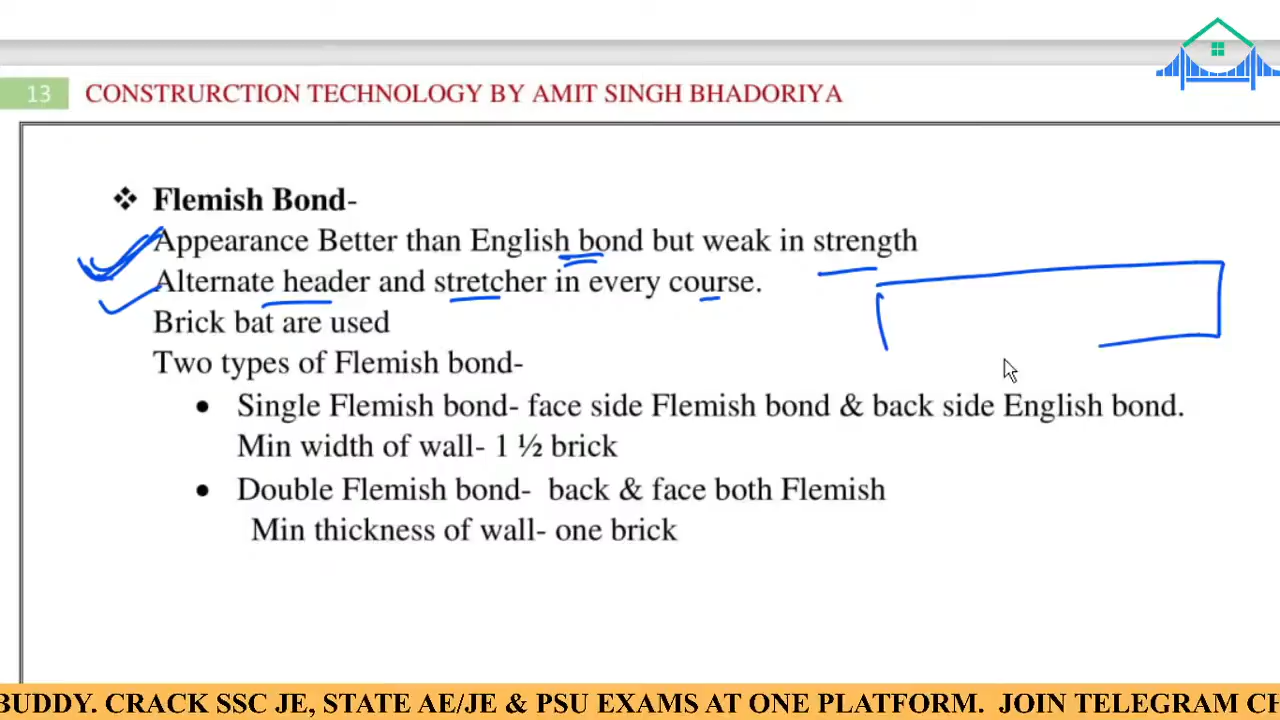 13 CONSTRURCTION TECHNOLOGY BY AMIT SINGH BHADORIYA
❖ Flemish Bond-
Appearance Better than English bond but weak in strength
Alternate header and stretcher in every course.
Brick bat are used
Two types of Flemish bond-
• Single Flemish bond- face side Flemish bond & back side English bond.
Min width of wall- 1 ½ brick
• Double Flemish bond- back & face both Flemish
Min thickness of wall- one brick
BUDDY. CRACK SSC JE, STATE AE/JE & PSU EXAMS AT ONE PLATFORM. JOIN TELEGRAM CH